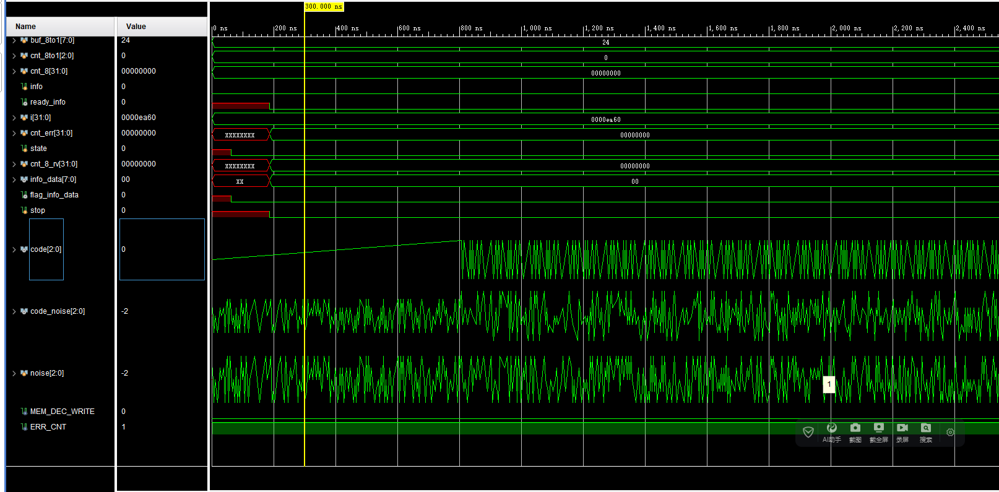 300.000 ns
Name Value
0 ns 200 ns 400 ns 600 ns 800 ns 1,000 ns 1,200 ns 1,400 ns 1,600 ns 1,800 ns 2,000 ns 2,200 ns 2,400 ns
buf_8to1[7:0] 24 24
cnt_8to1[2:0] 0 0
cnt_8[31:0] 00000000 00000000
info 0
ready_info 0
i[31:0] 0000ea60 0000ea60
cnt_err[31:0] 00000000 XXXXXXXX 00000000
state 0
cnt_8_rv[31:0] 00000000 XXXXXXXX 00000000
info_data[7:0] 00 XX 00
flag_info_data 0
stop 0
code[2:0] 0
code_noise[2:0] -2
noise[2:0] -2
1
MEM_DEC_WRITE 0
ERR_CNT 1
AI助手 截图 截全屏 录屏 搜索